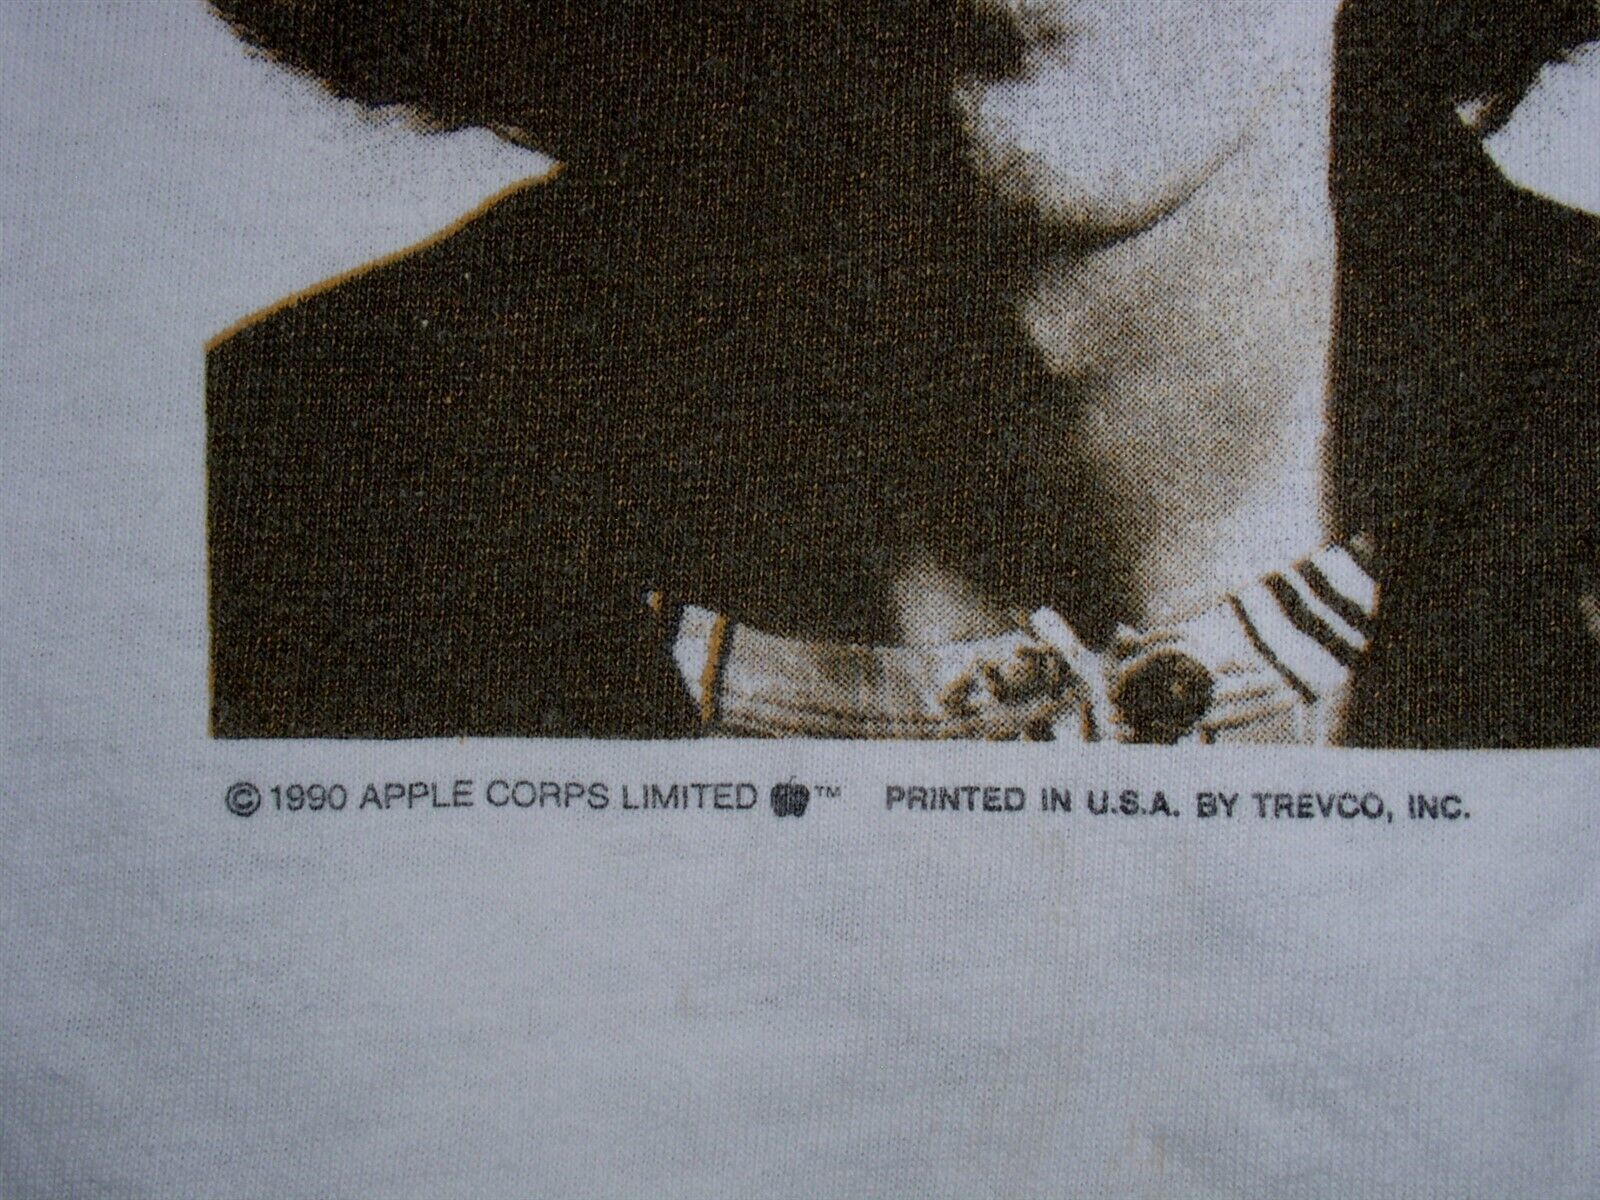 ©1990 APPLE CORPS LIMITED ™ PRINTED IN U.S.A. BY TREVCO, INC.